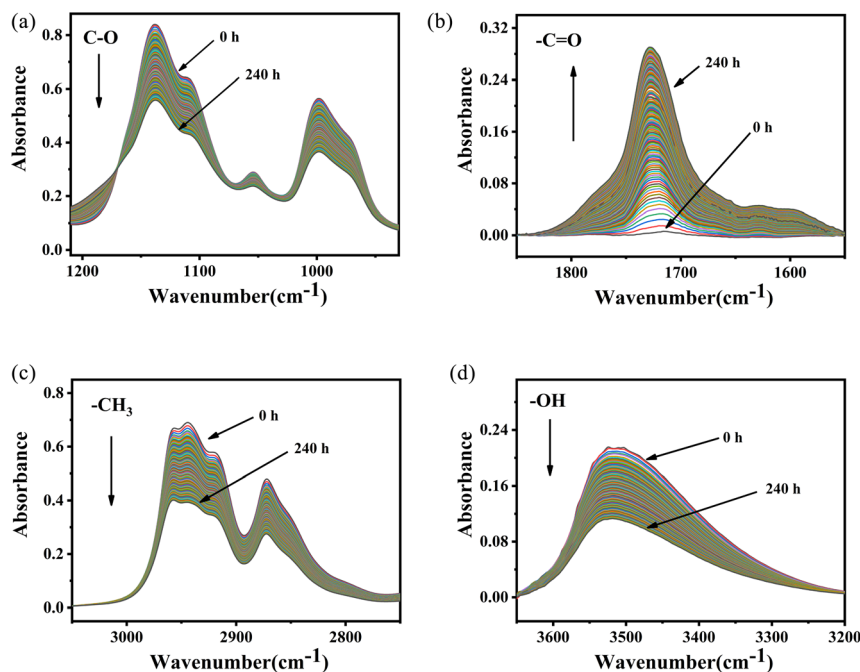 (a)
C-O
0 h
240 h
0.8
0.6
0.4
0.2
0.0
Absorbance
1200 1100 1000
Wavenumber(cm⁻¹)
(b)
-C=O
240 h
0 h
0.32
0.24
0.16
0.08
0.00
Absorbance
1800 1700 1600
Wavenumber(cm⁻¹)
(c)
-CH₃
0 h
240 h
0.8
0.6
0.4
0.2
0.0
Absorbance
3000 2900 2800
Wavenumber(cm⁻¹)
(d)
-OH
0 h
240 h
0.24
0.16
0.08
0.00
Absorbance
3600 3500 3400 3300 3200
Wavenumber(cm⁻¹)